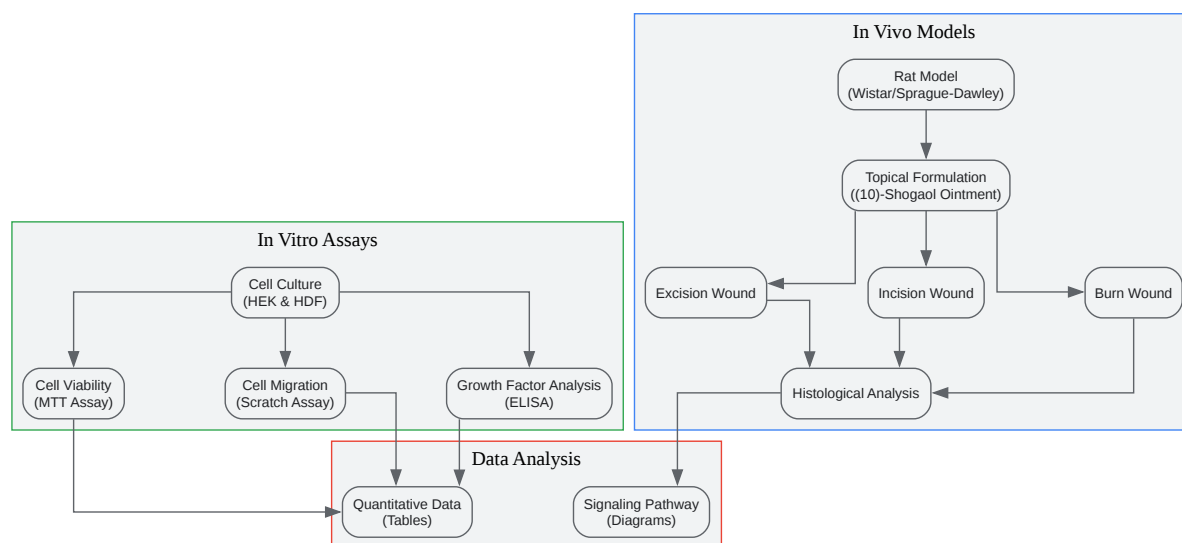 In Vivo Models
Rat Model
(Wistar/Sprague-Dawley)
Topical Formulation
((10)-Shogaol Ointment)
Excision Wound
Incision Wound
Burn Wound
Histological Analysis
In Vitro Assays
Cell Culture
(HEK & HDF)
Cell Viability
(MTT Assay)
Cell Migration
(Scratch Assay)
Growth Factor Analysis
(ELISA)
Data Analysis
Quantitative Data
(Tables)
Signaling Pathway
(Diagrams)